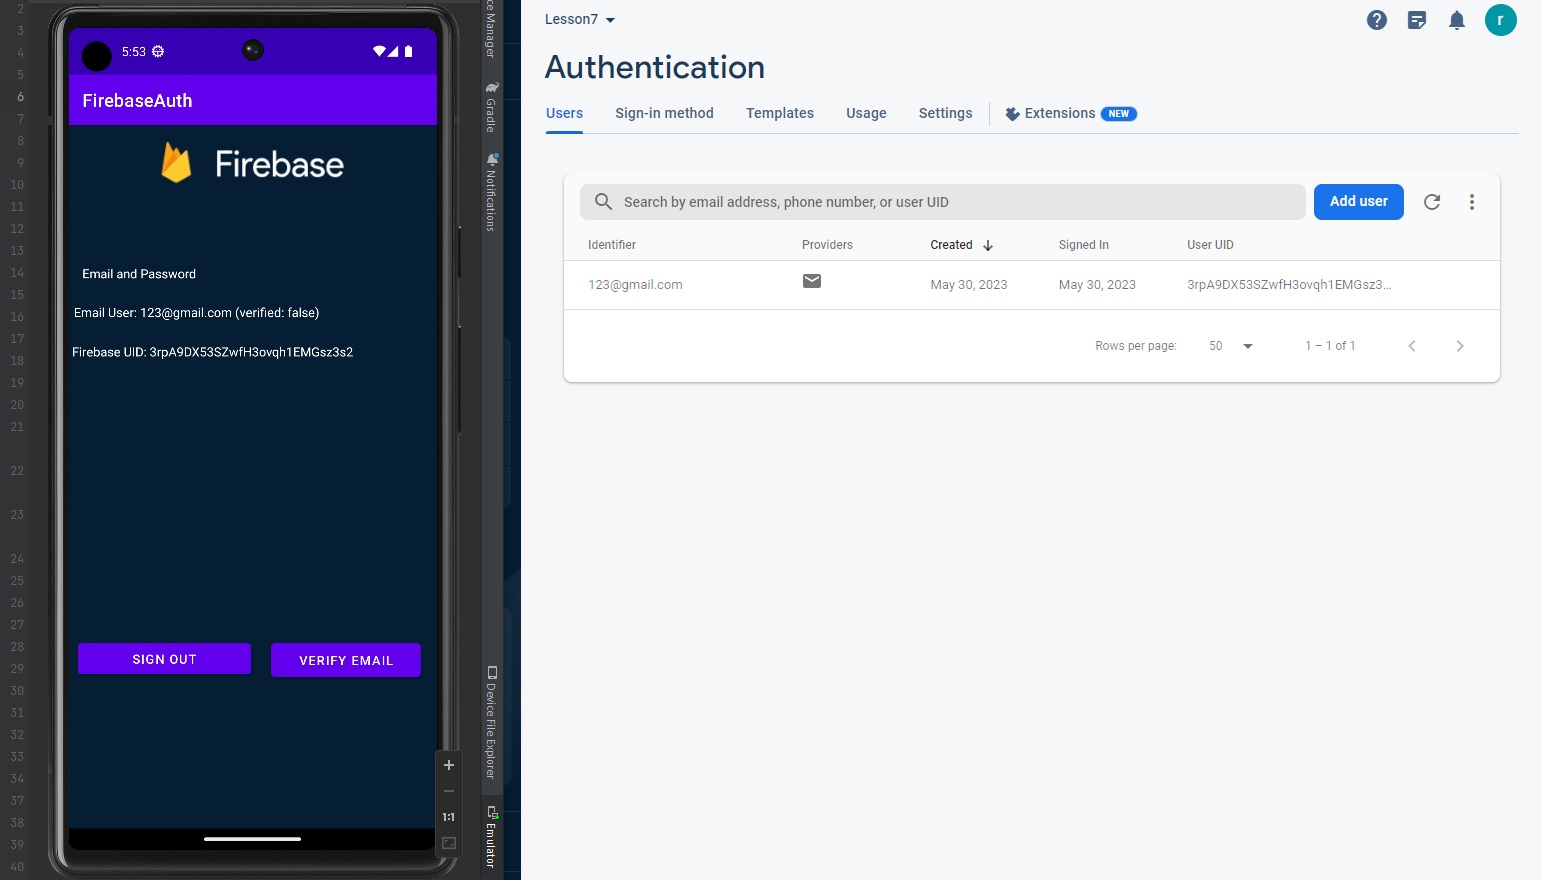 2
3
4
5
6
7
8
9
10
11
12
13
14
15
16
17
18
19
20
21
22
23
24
25
26
27
28
29
30
31
32
33
34
37
38
39
40
5:53
FirebaseAuth
Firebase
Email and Password
Email User: 123@gmail.com (verified: false)
Firebase UID: 3rpA9DX53SZwfH3ovqh1EMGsz3s2
SIGN OUT
VERIFY EMAIL
1:1
ce Manager
Gradle
Notifications
Device File Explorer
Emulator
Lesson7
r
Authentication
Users Sign-in method Templates Usage Settings Extensions NEW
Search by email address, phone number, or user UID
Add user
Identifier Providers Created Signed In User UID
123@gmail.com May 30, 2023 May 30, 2023 3rpA9DX53SZwfH3ovqh1EMGsz3...
Rows per page: 50 1 – 1 of 1